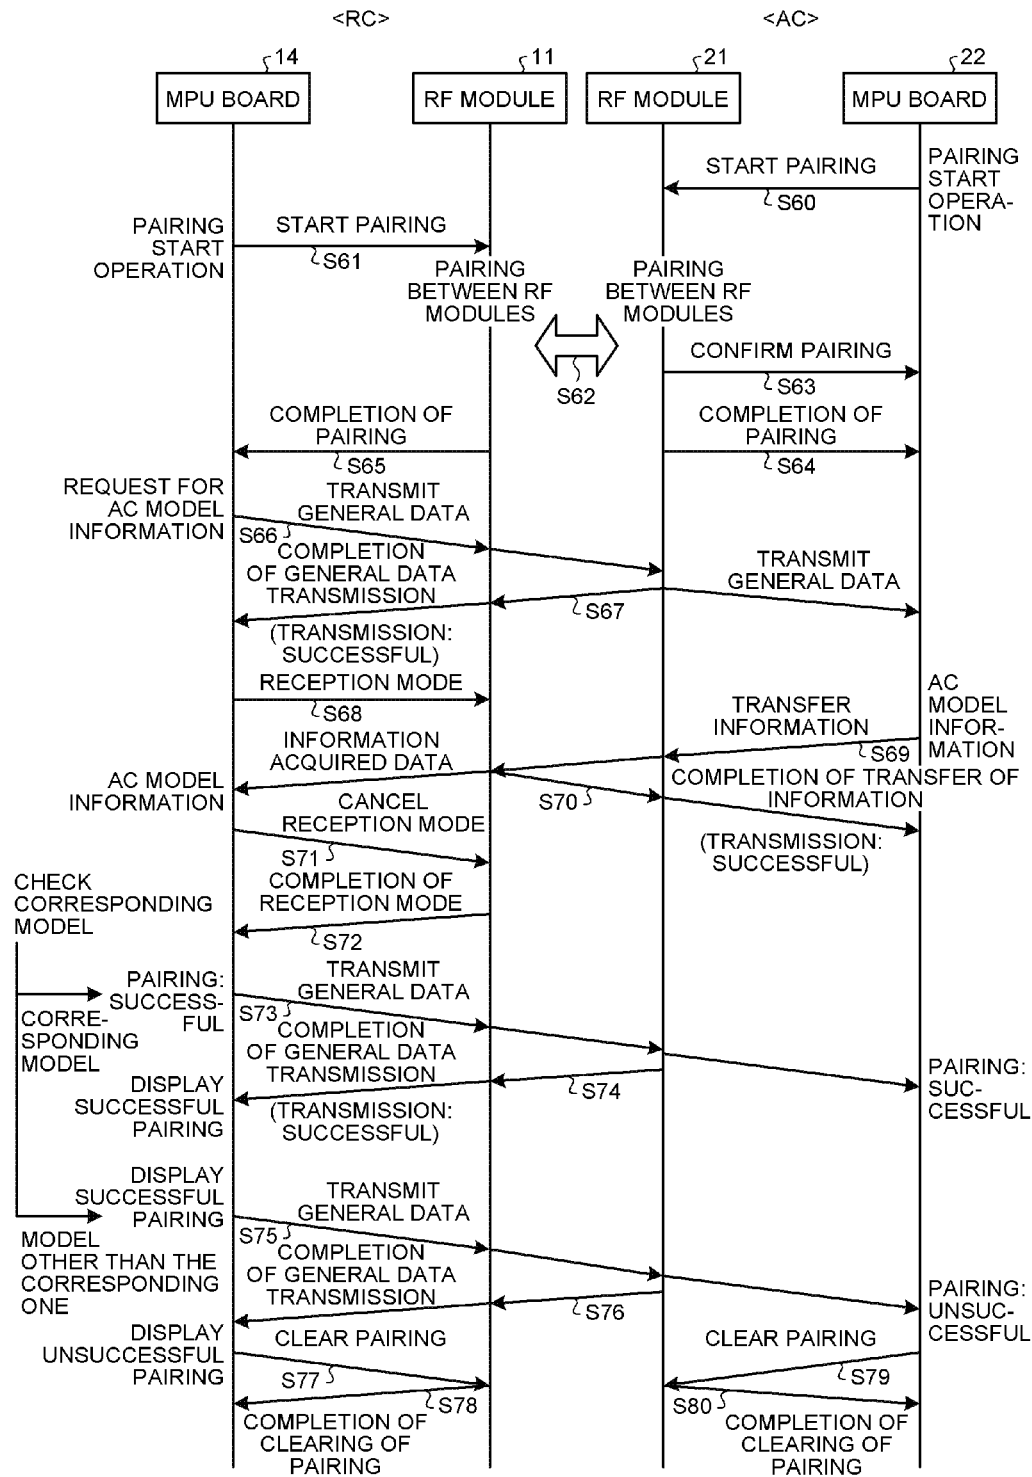 <RC>
<AC>
14
11
21
22
MPU BOARD
RF MODULE
RF MODULE
MPU BOARD
START PAIRING
S60
PAIRING
START
OPERA-
TION
PAIRING
START
OPERATION
START PAIRING
S61
PAIRING
BETWEEN RF
MODULES
PAIRING
BETWEEN RF
MODULES
S62
CONFIRM PAIRING
S63
COMPLETION OF
PAIRING
S65
COMPLETION OF
PAIRING
S64
REQUEST FOR
AC MODEL
INFORMATION
TRANSMIT
GENERAL DATA
S66
COMPLETION
OF GENERAL DATA
TRANSMISSION
S67
TRANSMIT
GENERAL DATA
(TRANSMISSION:
SUCCESSFUL)
RECEPTION MODE
S68
TRANSFER
INFORMATION
S69
AC
MODEL
INFOR-
MATION
INFORMATION
ACQUIRED DATA
AC MODEL
INFORMATION
S70
COMPLETION OF TRANSFER OF
INFORMATION
(TRANSMISSION:
SUCCESSFUL)
CANCEL
RECEPTION MODE
S71
COMPLETION OF
RECEPTION MODE
S72
CHECK
CORRESPONDING
MODEL
PAIRING:
SUCCESS-
FUL
CORRE-
SPONDING
MODEL
TRANSMIT
GENERAL DATA
S73
COMPLETION
OF GENERAL DATA
TRANSMISSION
S74
PAIRING:
SUC-
CESSFUL
DISPLAY
SUCCESSFUL
PAIRING
(TRANSMISSION:
SUCCESSFUL)
DISPLAY
SUCCESSFUL
PAIRING
TRANSMIT
GENERAL DATA
S75
MODEL
OTHER THAN THE
CORRESPONDING
ONE
COMPLETION
OF GENERAL DATA
TRANSMISSION
S76
PAIRING:
UNSUC-
CESSFUL
DISPLAY
UNSUCCESSFUL
PAIRING
CLEAR PAIRING
S77
S78
COMPLETION OF
CLEARING OF
PAIRING
CLEAR PAIRING
S79
S80
COMPLETION OF
CLEARING OF
PAIRING